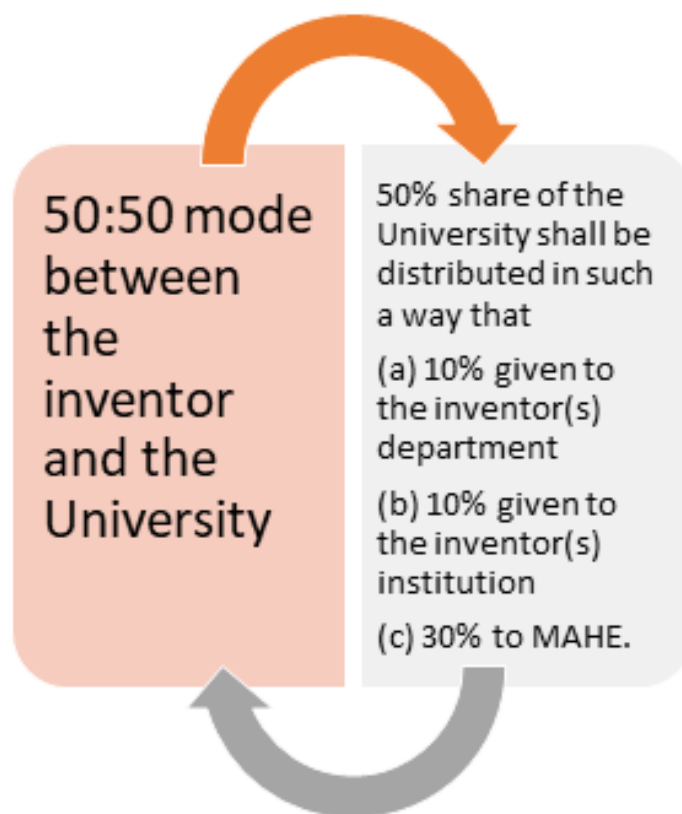 50:50 mode
between
the
inventor
and the
University
50% share of the
University shall be
distributed in such
a way that
(a) 10% given to
the inventor(s)
department
(b) 10% given to
the inventor(s)
institution
(c) 30% to MAHE.